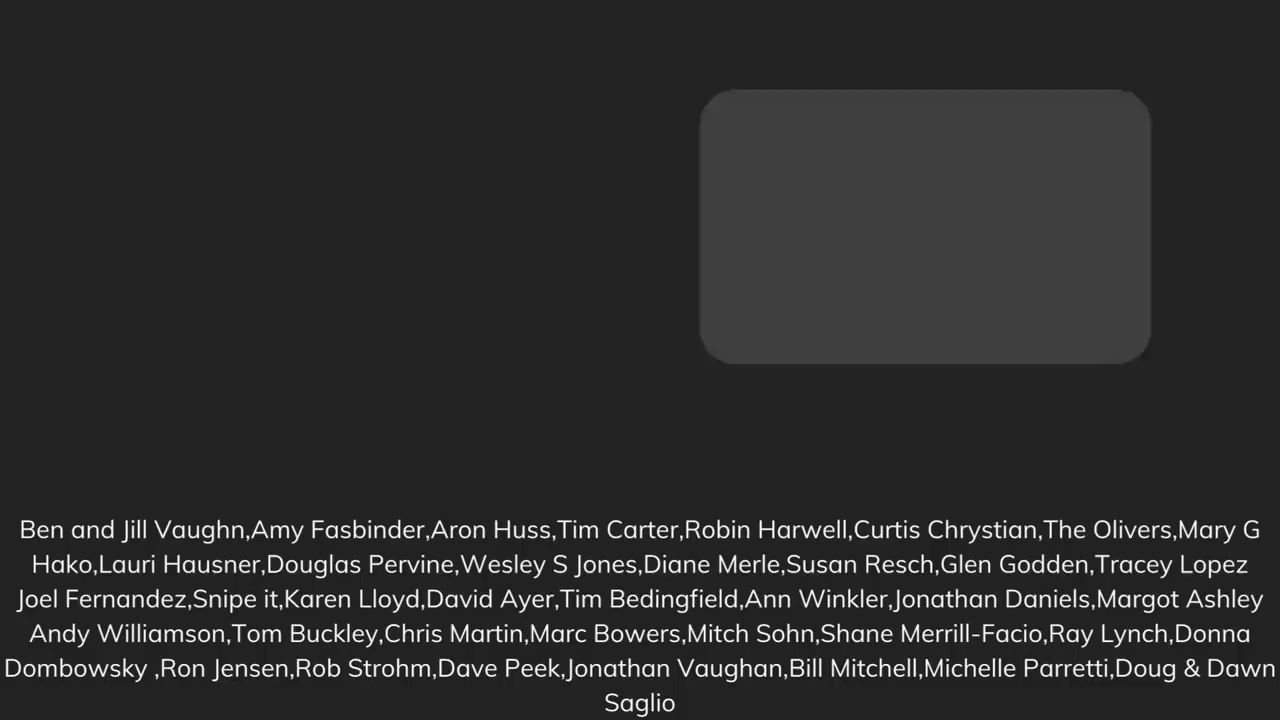 Ben and Jill Vaughn,Amy Fasbinder,Aron Huss,Tim Carter,Robin Harwell,Curtis Chrystian,The Olivers,Mary G
Hako,Lauri Hausner,Douglas Pervine,Wesley S Jones,Diane Merle,Susan Resch,Glen Godden,Tracey Lopez
Joel Fernandez,Snipe it,Karen Lloyd,David Ayer,Tim Bedingfield,Ann Winkler,Jonathan Daniels,Margot Ashley
Andy Williamson,Tom Buckley,Chris Martin,Marc Bowers,Mitch Sohn,Shane Merrill-Facio,Ray Lynch,Donna
Dombowsky ,Ron Jensen,Rob Strohm,Dave Peek,Jonathan Vaughan,Bill Mitchell,Michelle Parretti,Doug & Dawn
Saglio